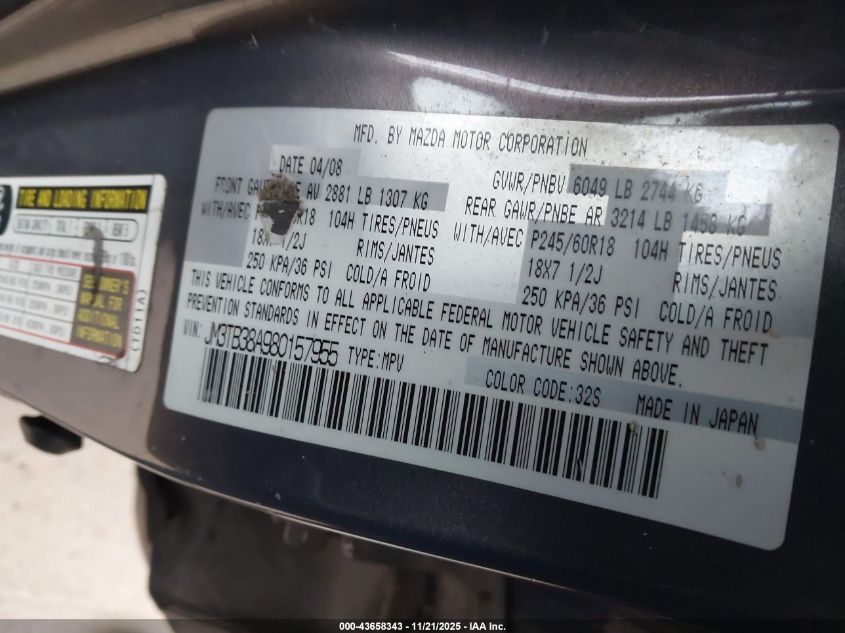 MFD. BY MAZDA MOTOR CORPORATION
DATE 04/08
GVWR/PNBV 6049 LB 2744 KG
FRONT AV 2881 LB 1307 KG
REAR GAWR/PNBE AR 3214 LB 1453 KG
WITH/AVEC 104H TIRES/PNEUS
WITH/AVEC P245/60R18 104H TIRES/PNEUS
1/2J RIMS/JANTES
18X7 1/2J RIMS/JANTES
250 KPA/36 PSI COLD/A FROID
250 KPA/36 PSI COLD/A FROID
THIS VEHICLE CONFORMS TO ALL APPLICABLE FEDERAL MOTOR VEHICLE SAFETY AND THEFT
PREVENTION STANDARDS IN EFFECT ON THE DATE OF MANUFACTURE SHOWN ABOVE.
VIN: JM3TB38A980157955 TYPE:MPV
COLOR CODE:32S MADE IN JAPAN
TIRE AND LOADING INFORMATION
SEE OWNER'S
MANUAL FOR
ADDITIONAL
INFORMATION
(TD11A)
000-43658343 - 11/21/2025 - IAA Inc.